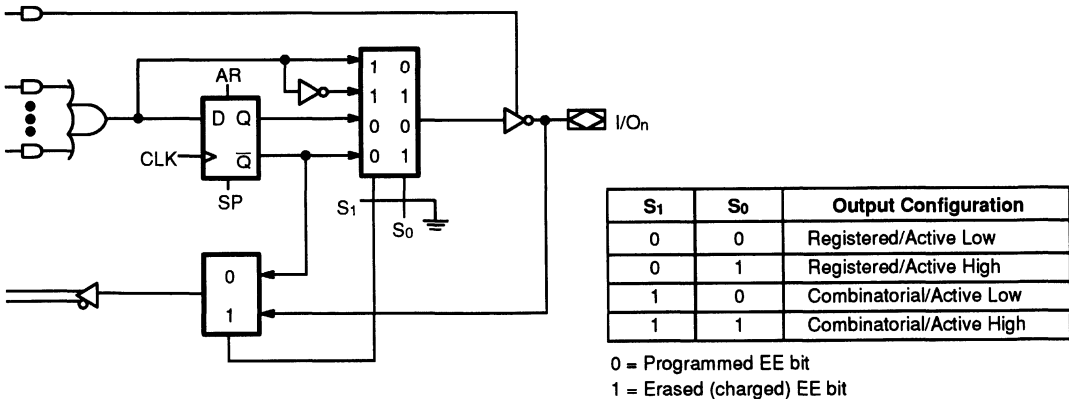 AR
D Q
CLK
Q̅
SP
1 0
1 1
0 0
0 1
S1
S0
I/On
0
1
S1 S0 Output Configuration
0 0 Registered/Active Low
0 1 Registered/Active High
1 0 Combinatorial/Active Low
1 1 Combinatorial/Active High
0 = Programmed EE bit
1 = Erased (charged) EE bit